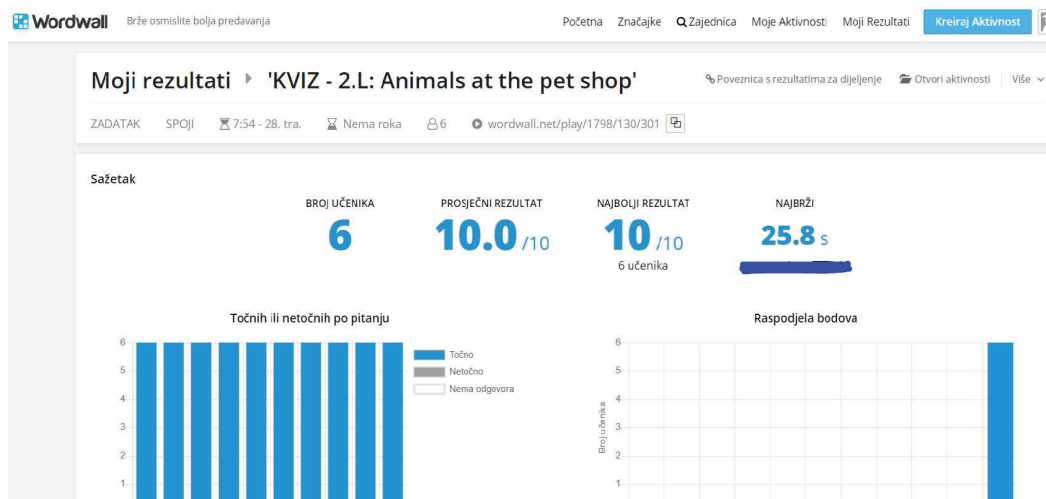 Wordwall Brže osmislite bolja predavanja Početna Značajke Zajednica Moje Aktivnosti Moji Rezultati Kreiraj Aktivnost
Moji rezultati 'KVIZ - 2.L: Animals at the pet shop' Poveznica s rezultatima za dijeljenje Otvori aktivnosti Više
ZADATAK SPOJI 7:54 - 28. tra. Nema roka 6 wordwall.net/play/1798/130/301
Sažetak
BROJ UČENIKA PROSJEČNI REZULTAT NAJBOLJI REZULTAT NAJBRŽI
6 10.0 /10 10 /10 25.8 s
6 učenika
Točnih ili netočnih po pitanju
6
5
4
3
2
1
Točno
Netočno
Nema odgovora
Raspodjela bodova
Broj učenika
6
5
4
3
2
1